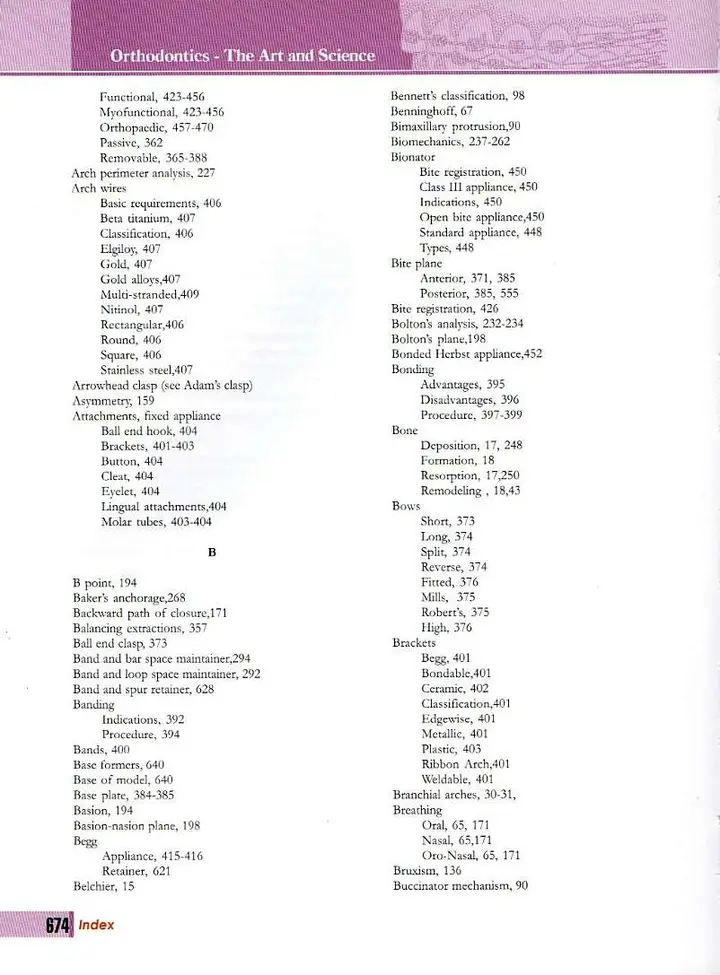 Orthodontics - The Art and Science
Functional, 423-456
Myofunctional, 423-456
Orthopaedic, 457-470
Passive, 362
Removable, 365-388
Arch perimeter analysis, 227
Arch wires
Basic requirements, 406
Beta titanium, 407
Classification, 406
Elgiloy, 407
Gold, 407
Gold alloys,407
Multi-stranded,409
Nitinol, 407
Rectangular,406
Round, 406
Square, 406
Stainless steel,407
Arrowhead clasp (see Adam's clasp)
Asymmetry, 159
Attachments, fixed appliance
Ball end hook, 404
Brackets, 401-403
Button, 404
Cleat, 404
Eyelet, 404
Lingual attachments,404
Molar tubes, 403-404
B
B point, 194
Baker's anchorage,268
Backward path of closure,171
Balancing extractions, 357
Ball end clasp, 373
Band and bar space maintainer,294
Band and loop space maintainer, 292
Band and spur retainer, 628
Banding
Indications, 392
Procedure, 394
Bands, 400
Base formers, 640
Base of model, 640
Base plate, 384-385
Basion, 194
Basion-nasion plane, 198
Begg
Appliance, 415-416
Retainer, 621
Belchier, 15
Bennett's classification, 98
Benninghoff, 67
Bimaxillary protrusion,90
Biomechanics, 237-262
Bionator
Bite registration, 450
Class III appliance, 450
Indications, 450
Open bite appliance,450
Standard appliance, 448
Types, 448
Bite plane
Anterior, 371, 385
Posterior, 385, 555
Bite registration, 426
Bolton's analysis, 232-234
Bolton's plane,198
Bonded Herbst appliance,452
Bonding
Advantages, 395
Disadvantages, 396
Procedure, 397-399
Bone
Deposition, 17, 248
Formation, 18
Resorption, 17,250
Remodeling , 18,43
Bows
Short, 373
Long, 374
Split, 374
Reverse, 374
Fitted, 376
Mills, 375
Robert's, 375
High, 376
Brackets
Begg, 401
Bondable,401
Ceramic, 402
Classification,401
Edgewise, 401
Metallic, 401
Plastic, 403
Ribbon Arch,401
Weldable, 401
Branchial arches, 30-31,
Breathing
Oral, 65, 171
Nasal, 65,171
Oro-Nasal, 65, 171
Bruxism, 136
Buccinator mechanism, 90
674 Index